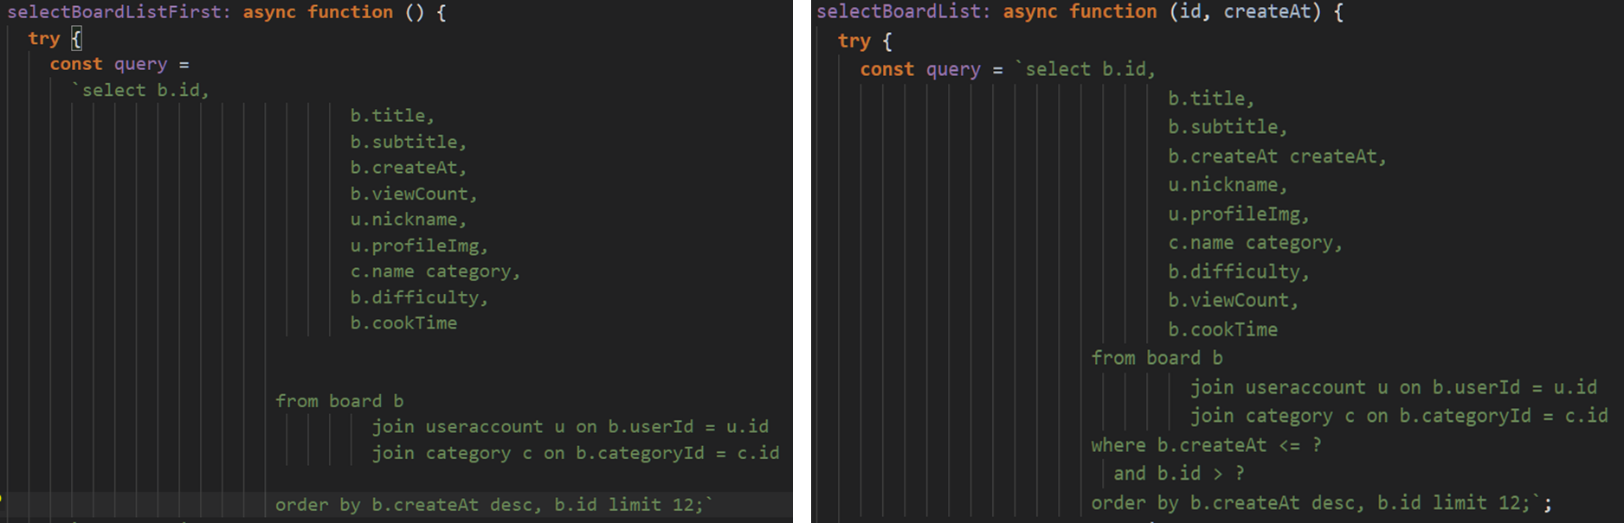 selectBoardListFirst: async function () {
try {
const query =
`select b.id,
b.title,
b.subtitle,
b.createAt,
b.viewCount,
u.nickname,
u.profileImg,
c.name category,
b.difficulty,
b.cookTime
from board b
join useraccount u on b.userId = u.id
join category c on b.categoryId = c.id
order by b.createAt desc, b.id limit 12;`
selectBoardList: async function (id, createAt) {
try {
const query = `select b.id,
b.title,
b.subtitle,
b.createAt createAt,
u.nickname,
u.profileImg,
c.name category,
b.difficulty,
b.viewCount,
b.cookTime
from board b
join useraccount u on b.userId = u.id
join category c on b.categoryId = c.id
where b.createAt <= ?
and b.id > ?
order by b.createAt desc, b.id limit 12;`;